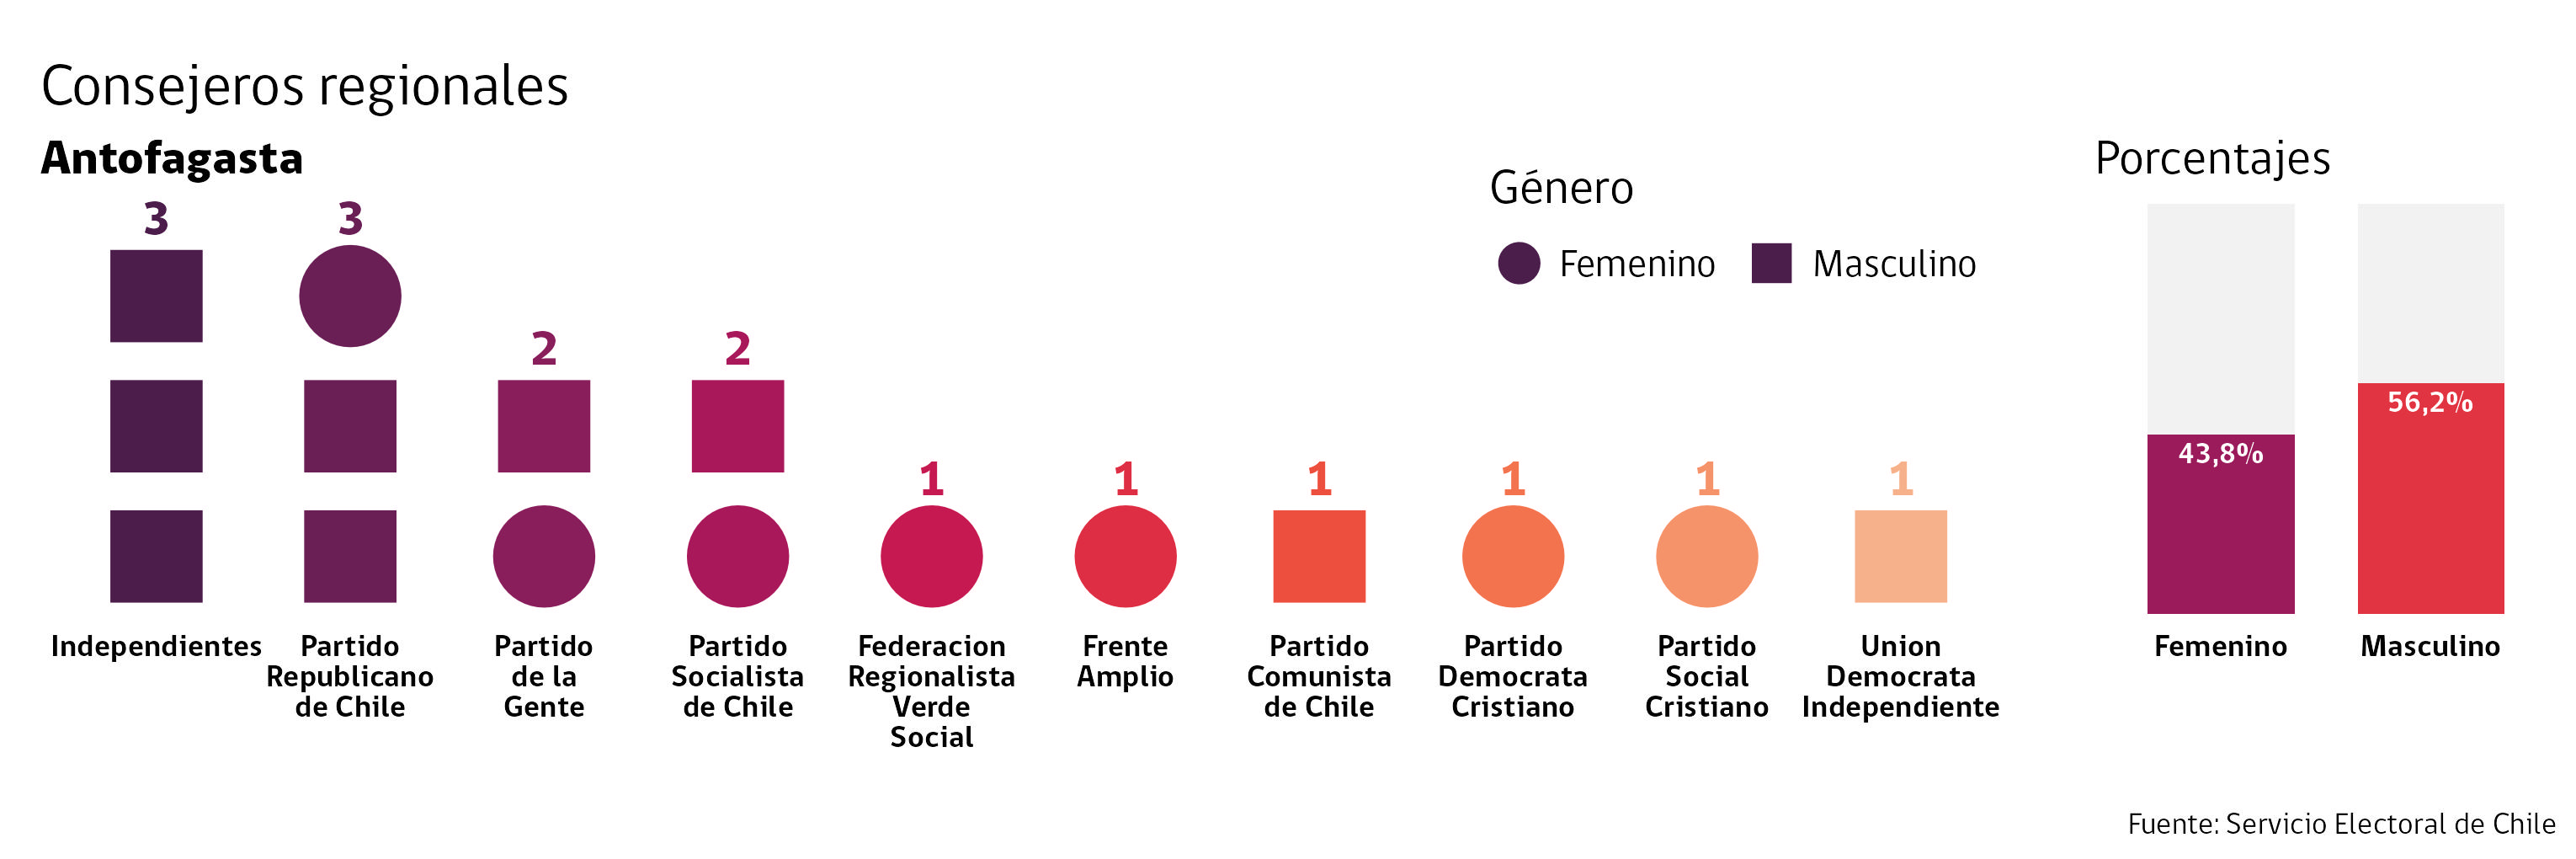 Consejeros regionales
Antofagasta
Género
Femenino
Masculino
3
3
2
2
1
1
1
1
1
1
Independientes
Partido
Republicano
de Chile
Partido
de la
Gente
Partido
Socialista
de Chile
Federacion
Regionalista
Verde
Social
Frente
Amplio
Partido
Comunista
de Chile
Partido
Democrata
Cristiano
Partido
Social
Cristiano
Union
Democrata
Independiente
Porcentajes
43,8%
56,2%
Femenino
Masculino
Fuente: Servicio Electoral de Chile